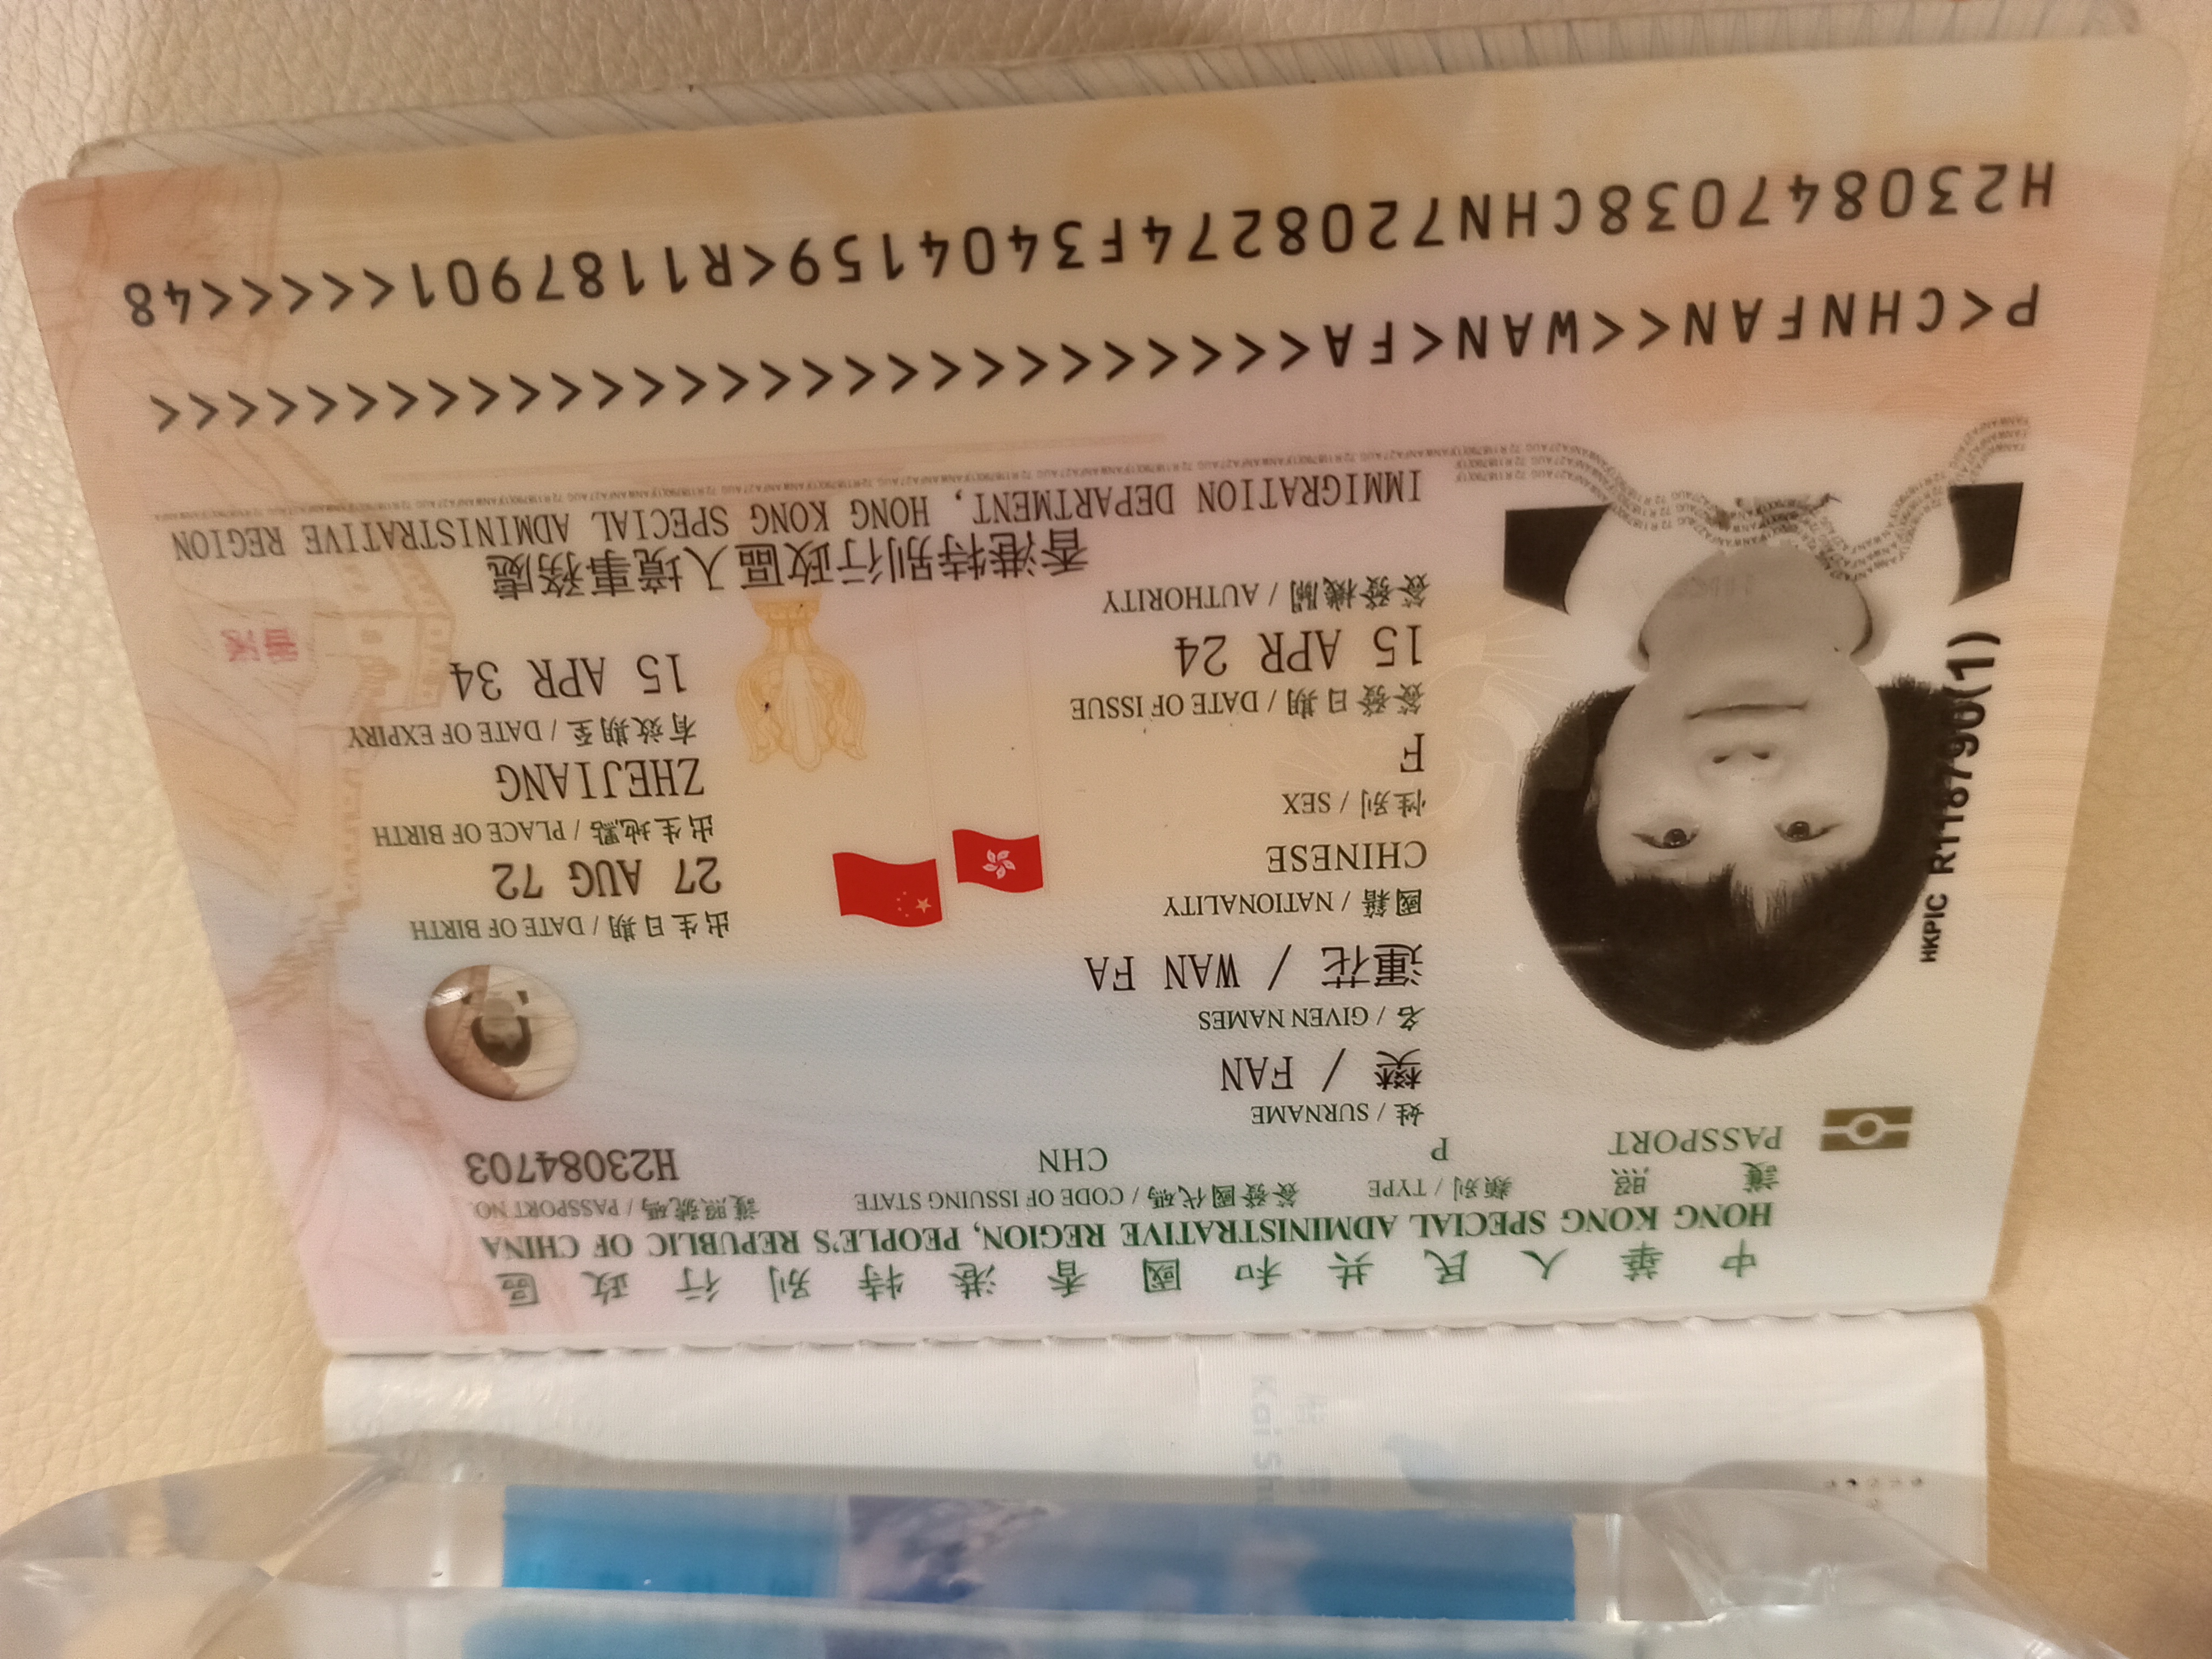 中華人民共和國香港特別行政區
HONG KONG SPECIAL ADMINISTRATIVE REGION, PEOPLE'S REPUBLIC OF CHINA
護照
PASSPORT
類別 / TYPE
P
簽發國代碼 / CODE OF ISSUING STATE
CHN
護照號碼 / PASSPORT NO.
H23084703
姓 / SURNAME
樊 / FAN
名 / GIVEN NAMES
運花 / WAN FA
國籍 / NATIONALITY
CHINESE
出生日期 / DATE OF BIRTH
27 AUG 72
性別 / SEX
F
出生地點 / PLACE OF BIRTH
ZHEJIANG
簽發日期 / DATE OF ISSUE
15 APR 24
有效期至 / DATE OF EXPIRY
15 APR 34
簽發機關 / AUTHORITY
香港特別行政區入境事務處
IMMIGRATION DEPARTMENT, HONG KONG SPECIAL ADMINISTRATIVE REGION
HKPIC R118790(1)
香港
P<CHNFAN<<WAN<FA<<<<<<<<<<<<<<<<<<<<<<<<<<<<
H230847038CHN7208274F3404159<R1187901<<<<<48